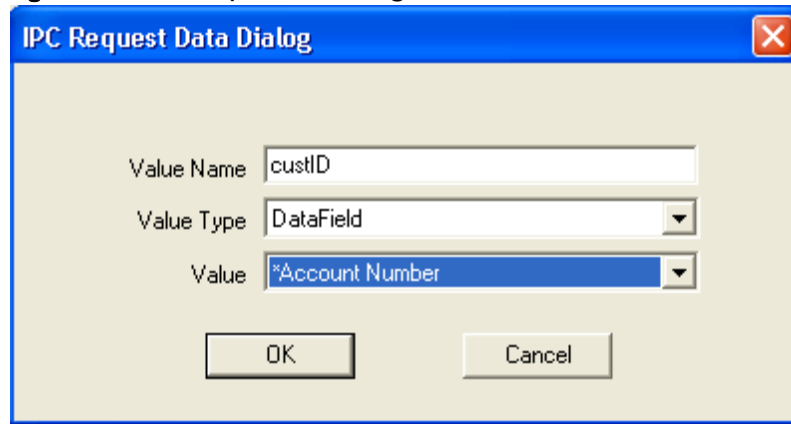 IPC Request Data Dialog
Value Name custID
Value Type DataField
Value *Account Number
OK Cancel